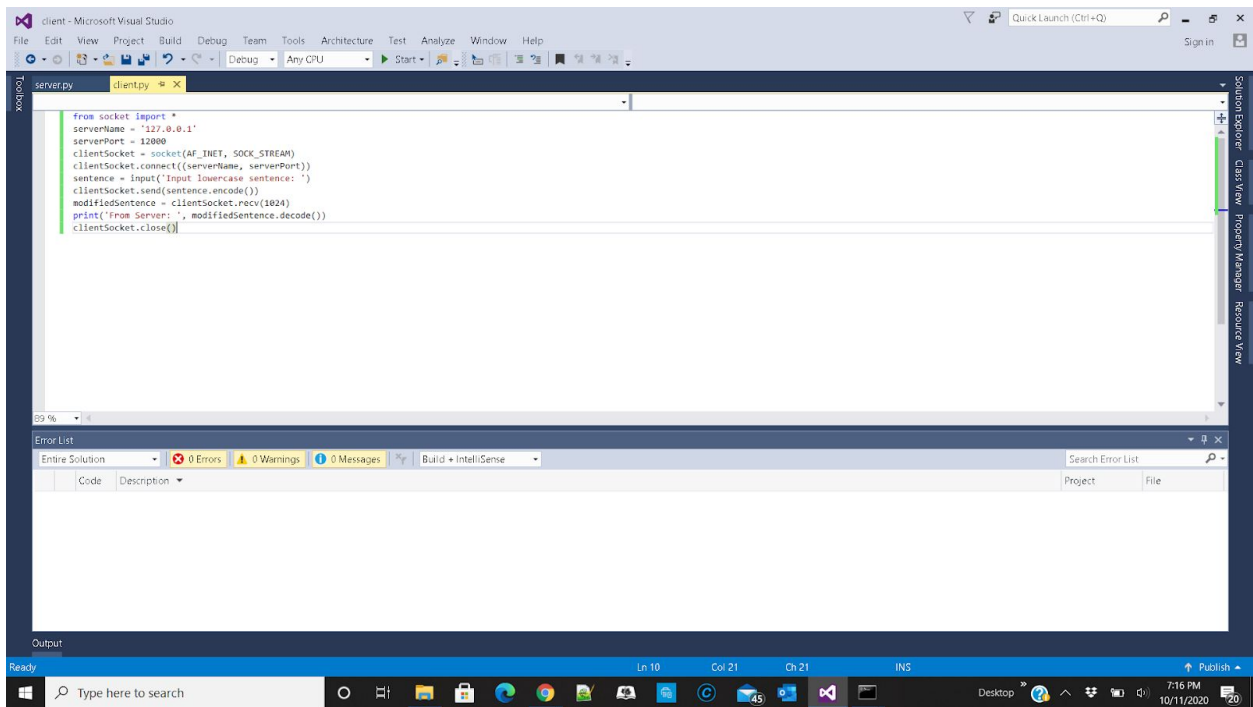 client - Microsoft Visual Studio
Quick Launch (Ctrl+Q)
File Edit View Project Build Debug Team Tools Architecture Test Analyze Window Help
Sign in
Debug Any CPU Start
Toolbox
server.py client.py
from socket import *
serverName = '127.0.0.1'
serverPort = 12000
clientSocket = socket(AF_INET, SOCK_STREAM)
clientSocket.connect((serverName, serverPort))
sentence = input('Input lowercase sentence: ')
clientSocket.send(sentence.encode())
modifiedSentence = clientSocket.recv(1024)
print('From Server: ', modifiedSentence.decode())
clientSocket.close()
Solution Explorer
Class View
Property Manager
Resource View
89 %
Error List
Entire Solution 0 Errors 0 Warnings 0 Messages Build + IntelliSense Search Error List
Code Description Project File
Output
Ready Ln 10 Col 21 Ch 21 INS Publish
Type here to search 45 Desktop 7:16 PM
10/11/2020 20